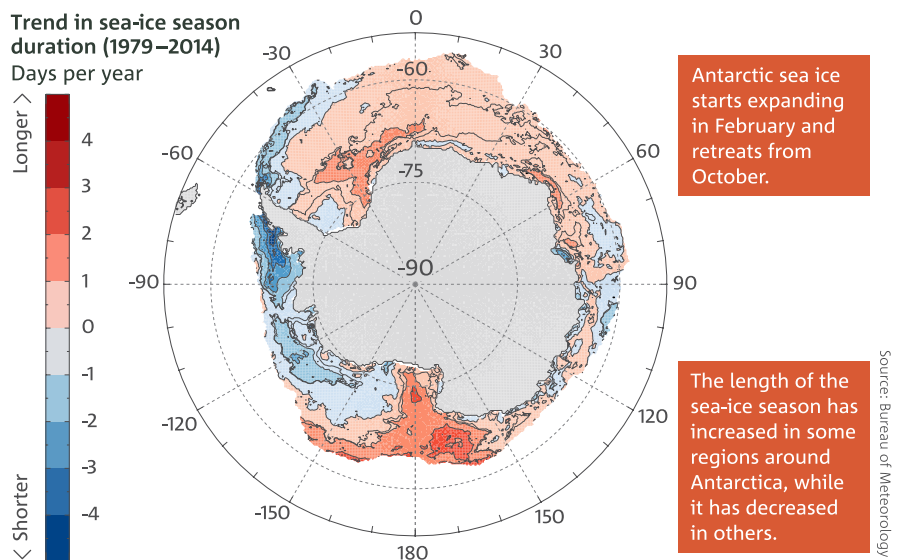 Trend in sea-ice season
duration (1979–2014)
Days per year
Longer >
4
3
2
1
0
-1
-2
-3
-4
< Shorter
0
30
60
90
120
150
180
-150
-120
-90
-60
-30
-60
-75
-90
Antarctic sea ice
starts expanding
in February and
retreats from
October.
The length of the
sea-ice season has
increased in some
regions around
Antarctica, while
it has decreased
in others.
Source: Bureau of Meteorology